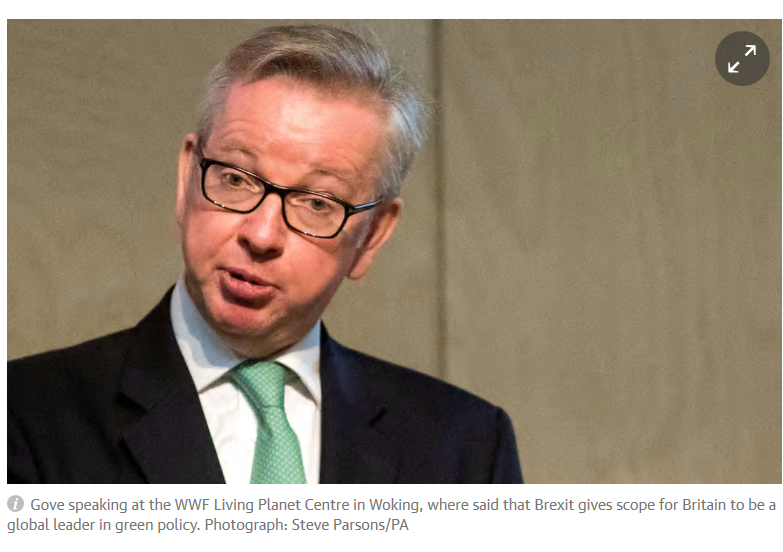 Gove speaking at the WWF Living Planet Centre in Woking, where said that Brexit gives scope for Britain to be a
global leader in green policy. Photograph: Steve Parsons/PA